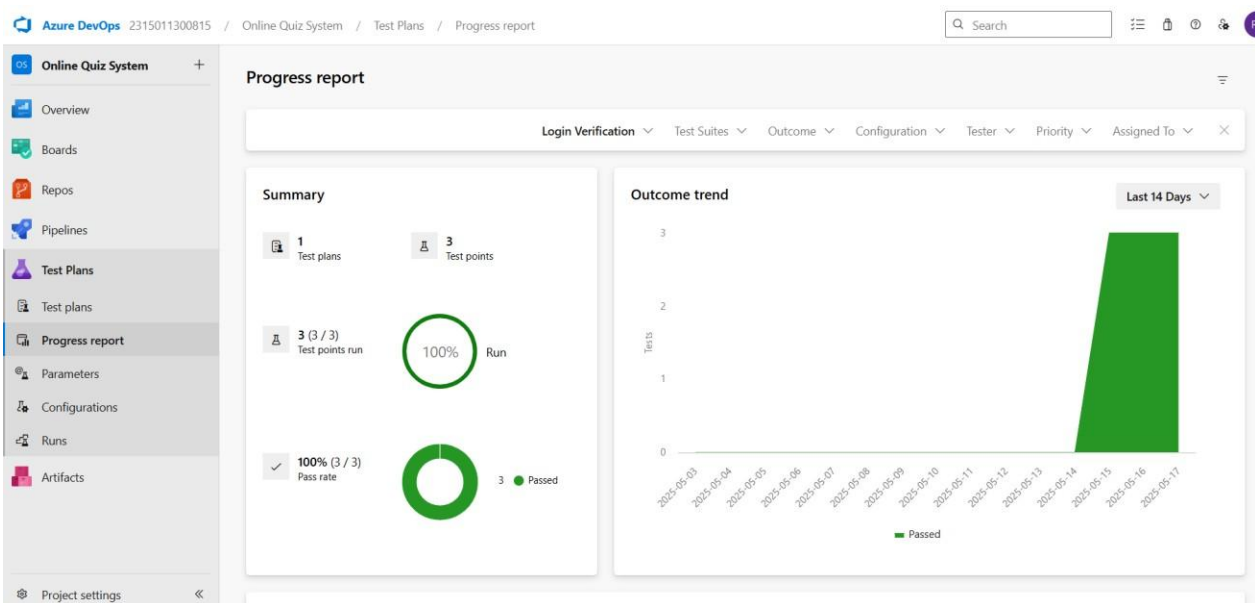 Azure DevOps 2315011300815 / Online Quiz System / Test Plans / Progress report
Search
OS Online Quiz System +
Overview
Boards
Repos
Pipelines
Test Plans
Test plans
Progress report
Parameters
Configurations
Runs
Artifacts
Project settings
Progress report
Login Verification Test Suites Outcome Configuration Tester Priority Assigned To
Summary
1
Test plans
3
Test points
3 (3 / 3)
Test points run
100%
Run
100% (3 / 3)
Pass rate
3 Passed
Outcome trend
Last 14 Days
3
2
1
0
Tests
2025-05-03
2025-05-04
2025-05-05
2025-05-06
2025-05-07
2025-05-08
2025-05-09
2025-05-10
2025-05-11
2025-05-12
2025-05-13
2025-05-14
2025-05-15
2025-05-16
2025-05-17
Passed